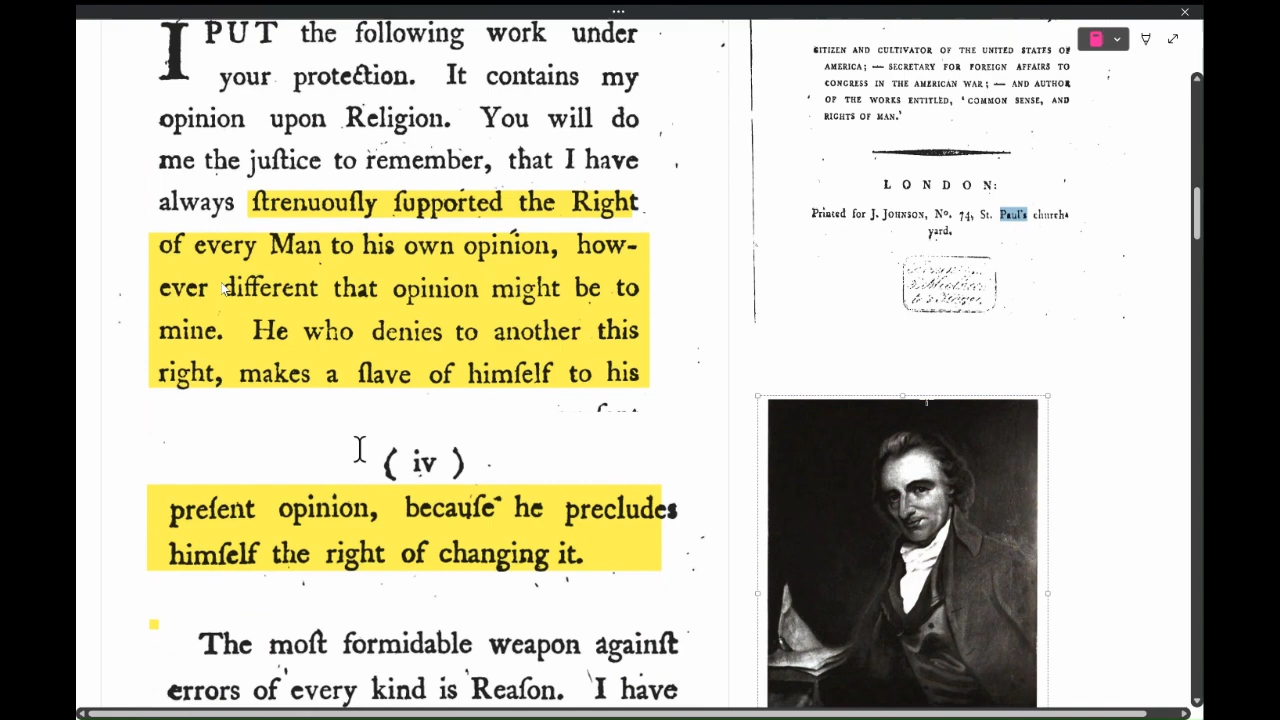 I PUT the following work under
your protection. It contains my
opinion upon Religion. You will do
me the juſtice to remember, that I have
always ſtrenuouſly ſupported the Right
of every Man to his own opinion, how-
ever different that opinion might be to
mine. He who denies to another this
right, makes a ſlave of himſelf to his
( iv )
preſent opinion, becauſe he precludes
himſelf the right of changing it.
The moſt formidable weapon againſt
errors of every kind is Reaſon. I have
CITIZEN AND CULTIVATOR OF THE UNITED STATES OF
AMERICA; — SECRETARY FOR FOREIGN AFFAIRS TO
CONGRESS IN THE AMERICAN WAR; — AND AUTHOR
OF THE WORKS ENTITLED, ‘COMMON SENSE, AND
RIGHTS OF MAN.’
LONDON:
Printed for J. JOHNSON, Nº. 74, St. Paul's church-
yard.